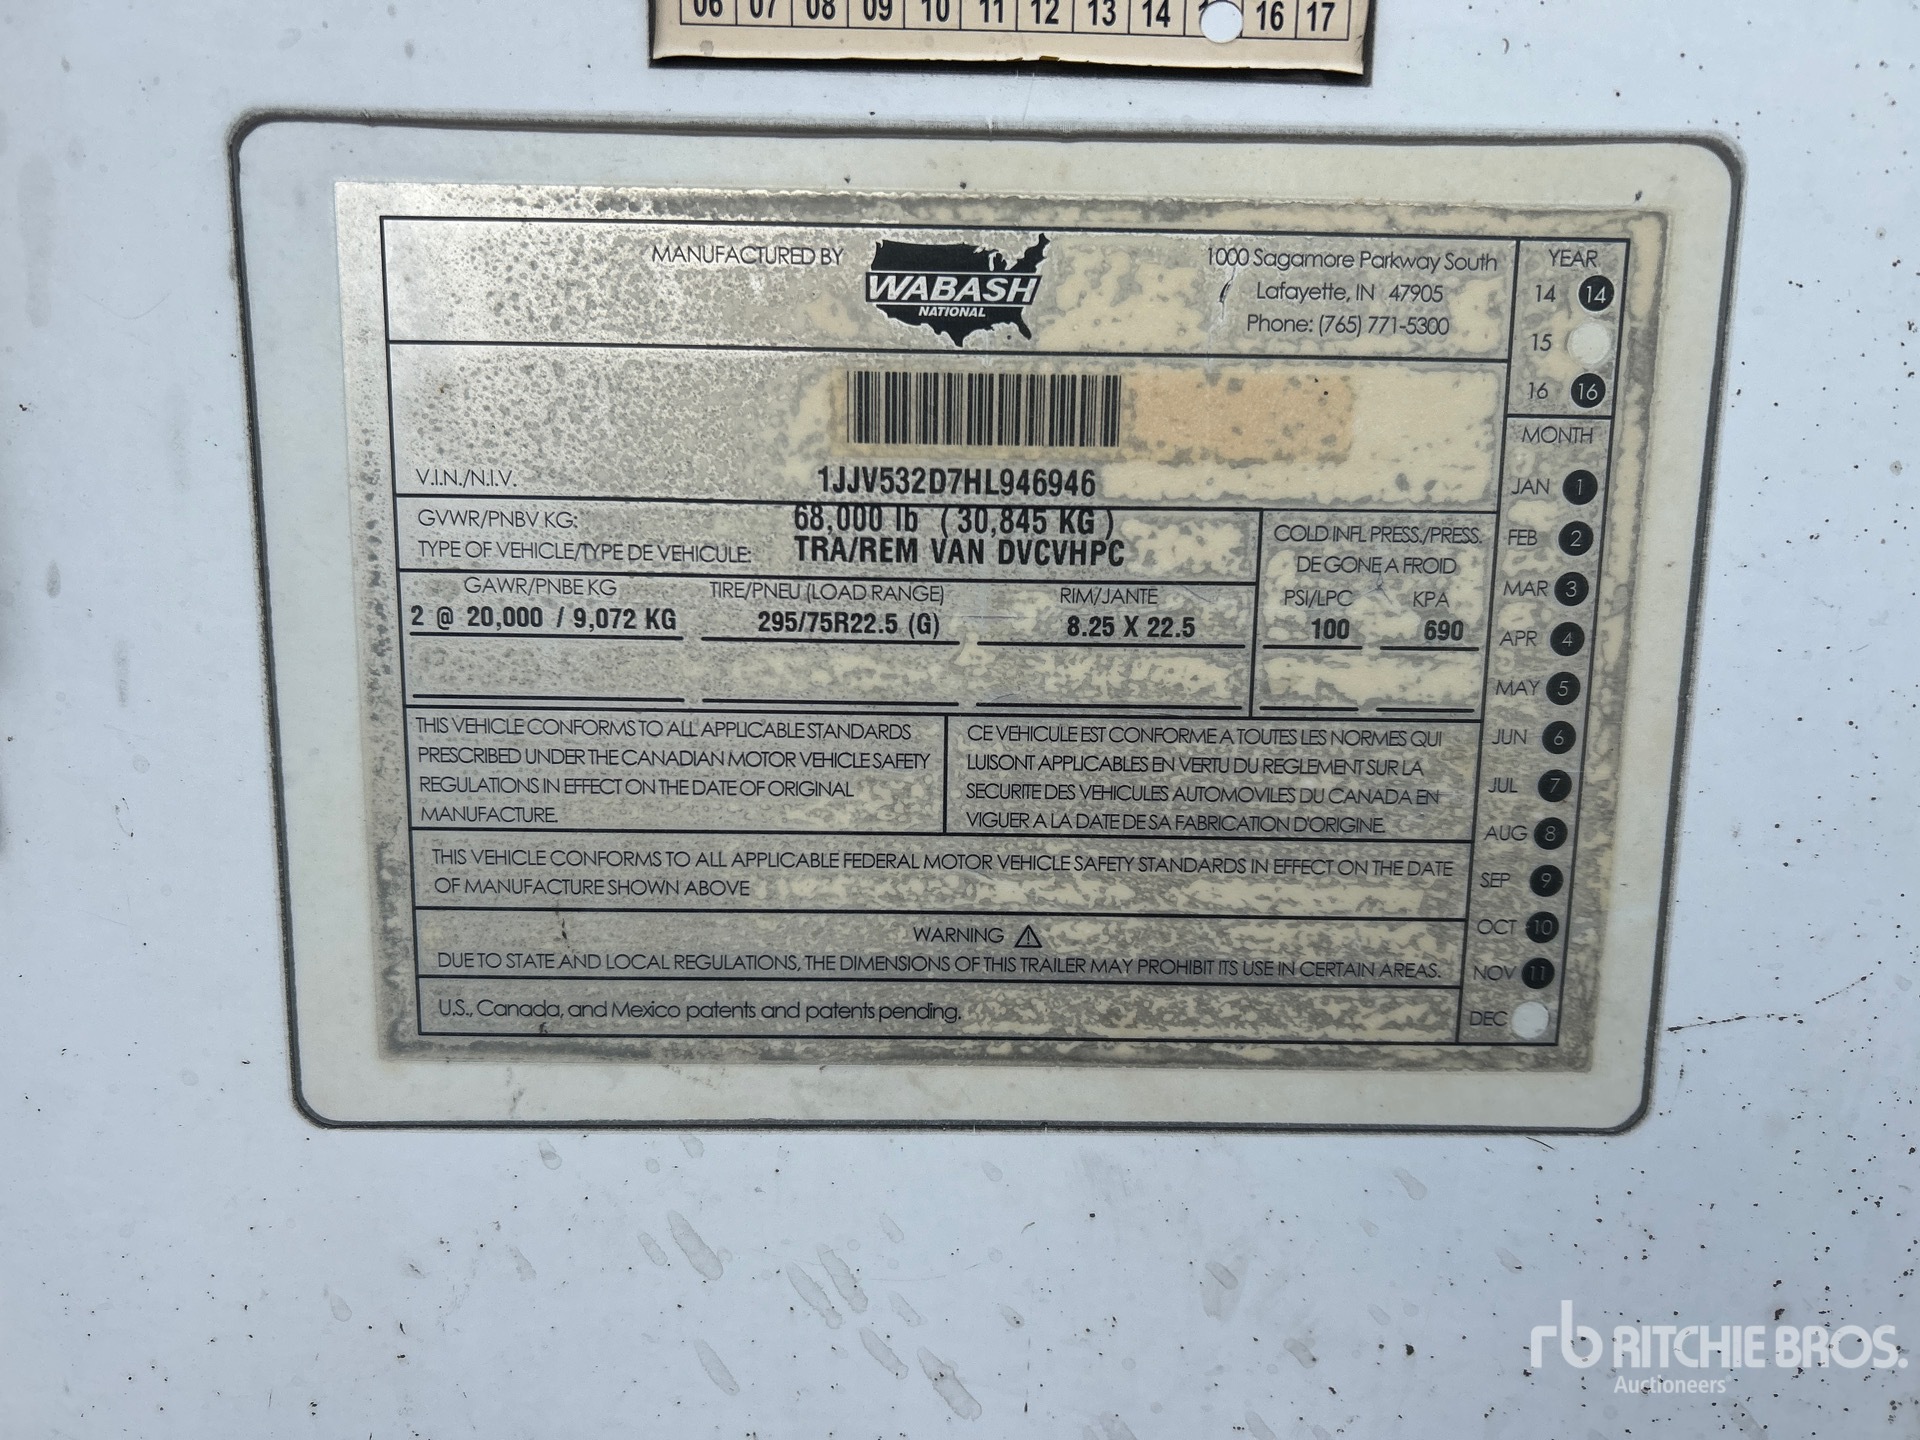 06 07 08 09 10 11 12 13 14 16 17
MANUFACTURED BY
WABASH
NATIONAL
1000 Sagamore Parkway South
Lafayette, IN 47905
Phone: (765) 771-5300
YEAR
14 14
15
16 16
V.I.N./N.I.V. 1JJV532D7HL946946
GVWR/PNBV KG: 68,000 lb ( 30,845 KG )
TYPE OF VEHICLE/TYPE DE VEHICULE: TRA/REM VAN DVCVHPC
COLD INFL PRESS./PRESS.
DE GONE A FROID
GAWR/PNBE KG TIRE/PNEU (LOAD RANGE) RIM/JANTE PSI/LPC KPA
2 @ 20,000 / 9,072 KG 295/75R22.5 (G) 8.25 X 22.5 100 690
THIS VEHICLE CONFORMS TO ALL APPLICABLE STANDARDS
PRESCRIBED UNDER THE CANADIAN MOTOR VEHICLE SAFETY
REGULATIONS IN EFFECT ON THE DATE OF ORIGINAL
MANUFACTURE.
CE VEHICULE EST CONFORME A TOUTES LES NORMES QUI
LUISONT APPLICABLES EN VERTU DU REGLEMENT SUR LA
SECURITE DES VEHICULES AUTOMOVILES DU CANADA EN
VIGUER A LA DATE DE SA FABRICATION D'ORIGINE.
THIS VEHICLE CONFORMS TO ALL APPLICABLE FEDERAL MOTOR VEHICLE SAFETY STANDARDS IN EFFECT ON THE DATE
OF MANUFACTURE SHOWN ABOVE
WARNING
DUE TO STATE AND LOCAL REGULATIONS, THE DIMENSIONS OF THIS TRAILER MAY PROHIBIT ITS USE IN CERTAIN AREAS.
U.S., Canada, and Mexico patents and patents pending.
MONTH
JAN 1
FEB 2
MAR 3
APR 4
MAY 5
JUN 6
JUL 7
AUG 8
SEP 9
OCT 10
NOV 11
DEC
rb RITCHIE BROS.
Auctioneers